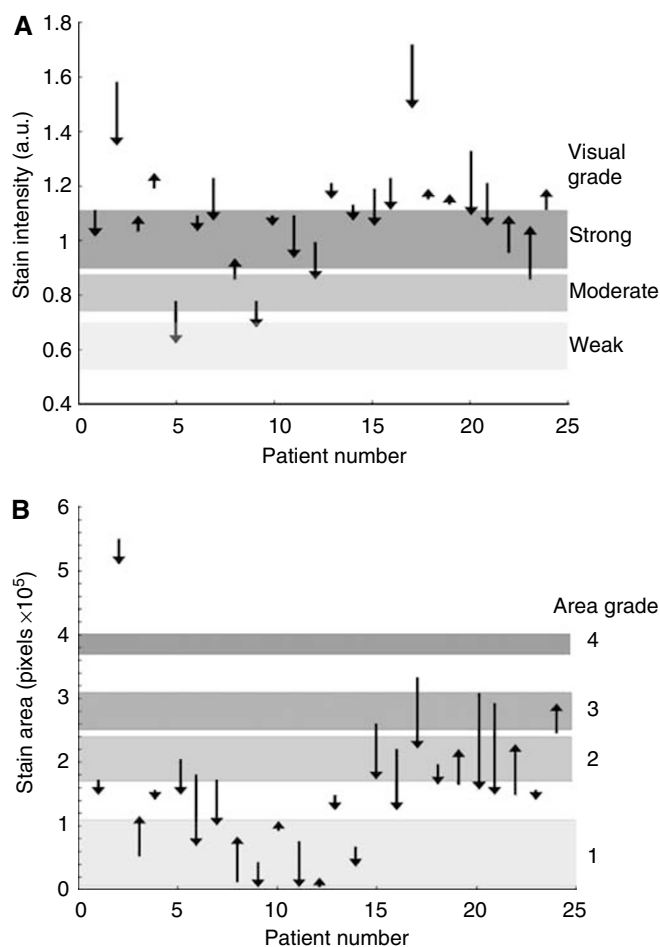 A
1.8
1.6
1.4
1.2
1
0.8
0.6
0.4
Stain intensity (a.u.)
Visual
grade
Strong
Moderate
Weak
0 5 10 15 20 25
Patient number
B
6
5
4
3
2
1
0
Stain area (pixels ×10⁵)
Area grade
4
3
2
1
0 5 10 15 20 25
Patient number